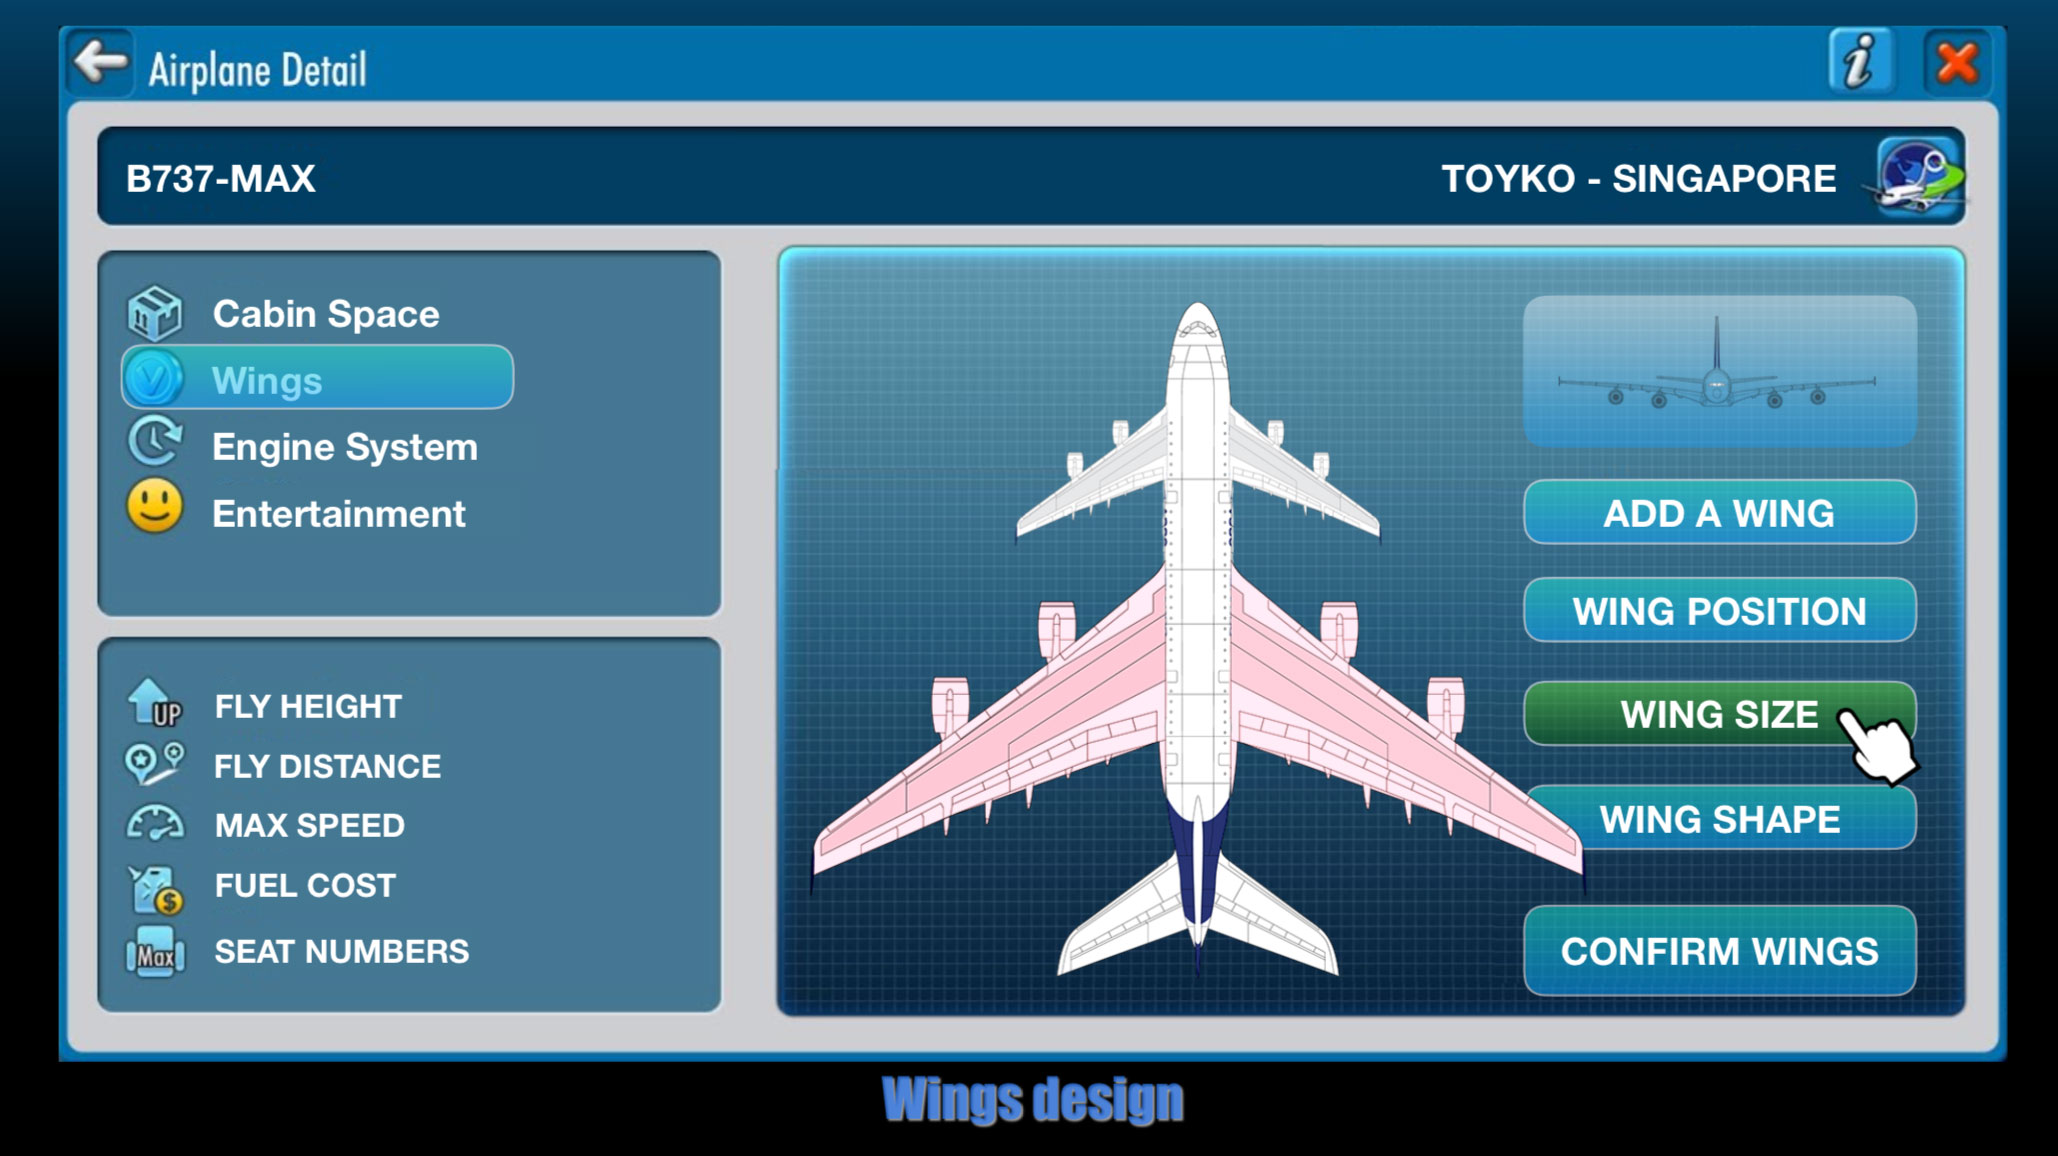 Airplane Detail
i
B737-MAX
TOYKO - SINGAPORE
Cabin Space
Wings
Engine System
Entertainment
UP FLY HEIGHT
FLY DISTANCE
MAX SPEED
$ FUEL COST
Max SEAT NUMBERS
ADD A WING
WING POSITION
WING SIZE
WING SHAPE
CONFIRM WINGS
Wings design